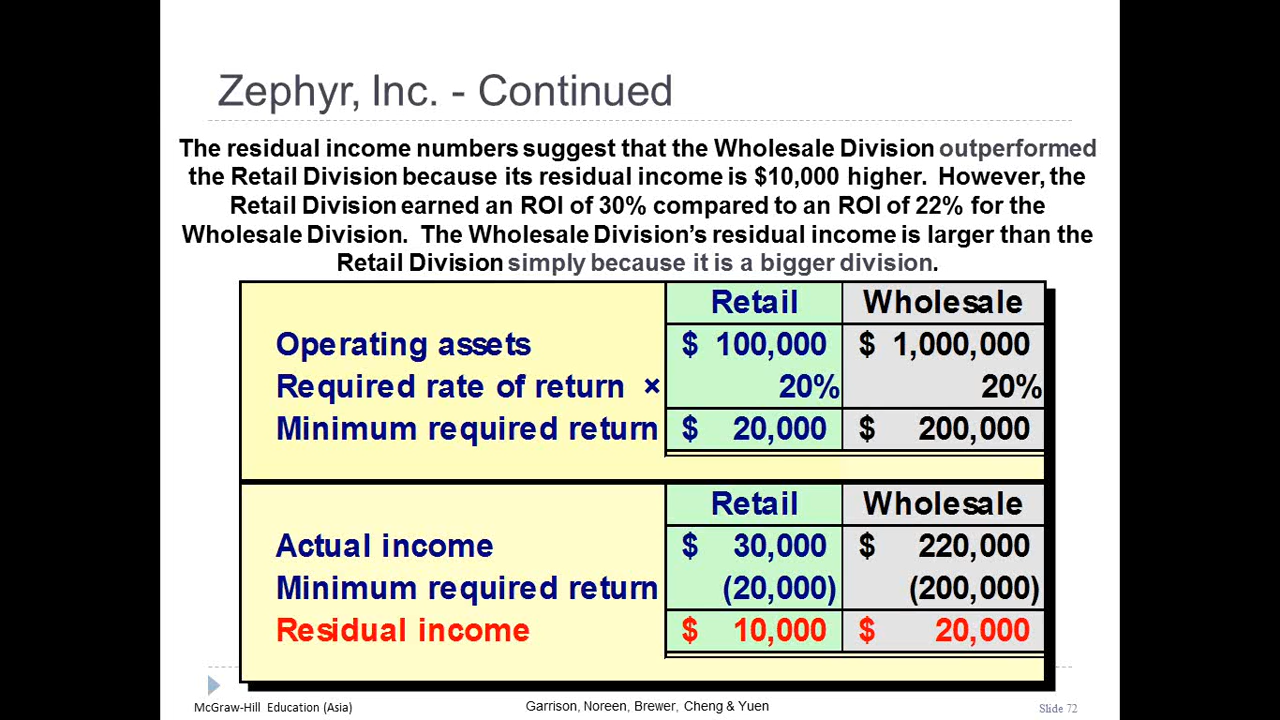 Zephyr, Inc. - Continued
The residual income numbers suggest that the Wholesale Division outperformed
the Retail Division because its residual income is $10,000 higher. However, the
Retail Division earned an ROI of 30% compared to an ROI of 22% for the
Wholesale Division. The Wholesale Division's residual income is larger than the
Retail Division simply because it is a bigger division.
Retail Wholesale
Operating assets $ 100,000 $ 1,000,000
Required rate of return × 20% 20%
Minimum required return $ 20,000 $ 200,000
Retail Wholesale
Actual income $ 30,000 $ 220,000
Minimum required return (20,000) (200,000)
Residual income $ 10,000 $ 20,000
McGraw-Hill Education (Asia) Garrison, Noreen, Brewer, Cheng & Yuen Slide 72